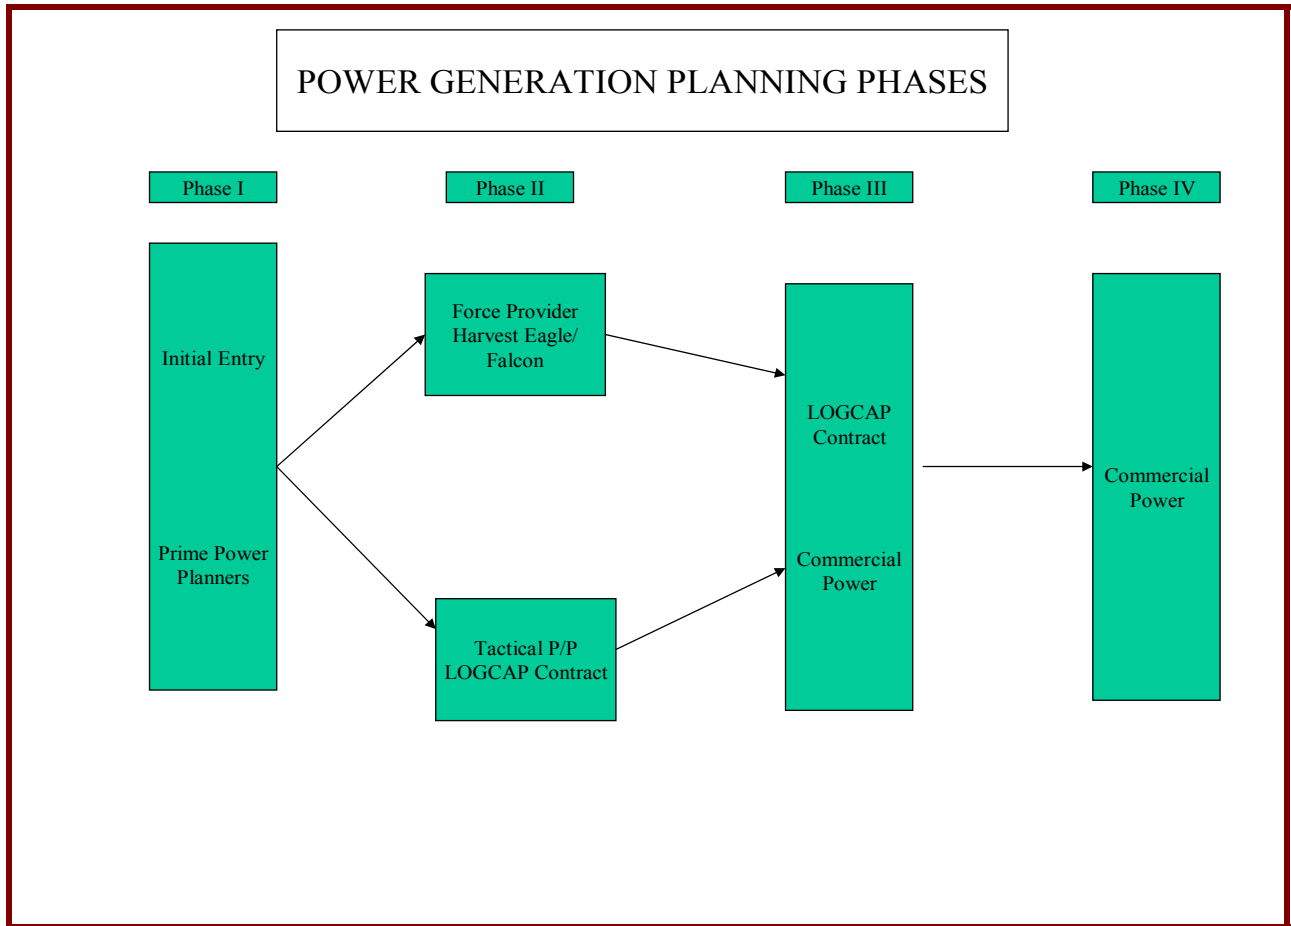 POWER GENERATION PLANNING PHASES
Phase I
Phase II
Phase III
Phase IV
Initial Entry
Prime Power
Planners
Force Provider
Harvest Eagle/
Falcon
Tactical P/P
LOGCAP Contract
LOGCAP
Contract
Commercial
Power
Commercial
Power